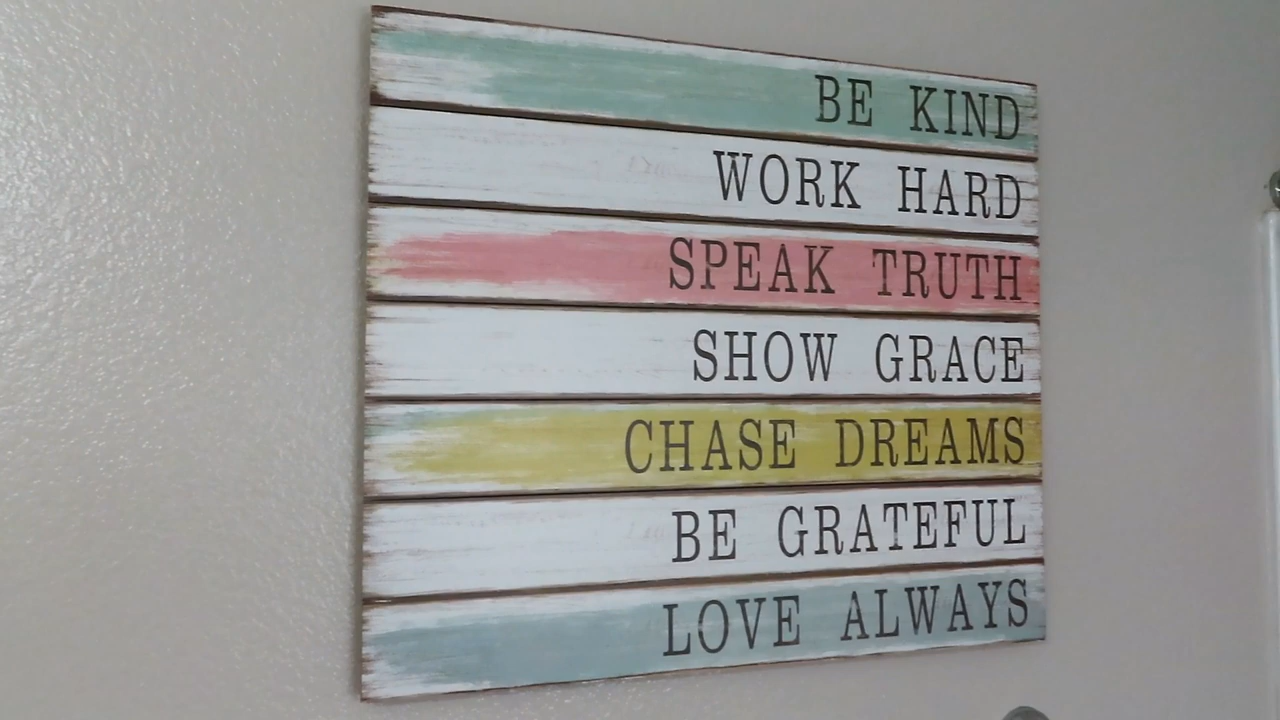 BE KIND
WORK HARD
SPEAK TRUTH
SHOW GRACE
CHASE DREAMS
BE GRATEFUL
LOVE ALWAYS